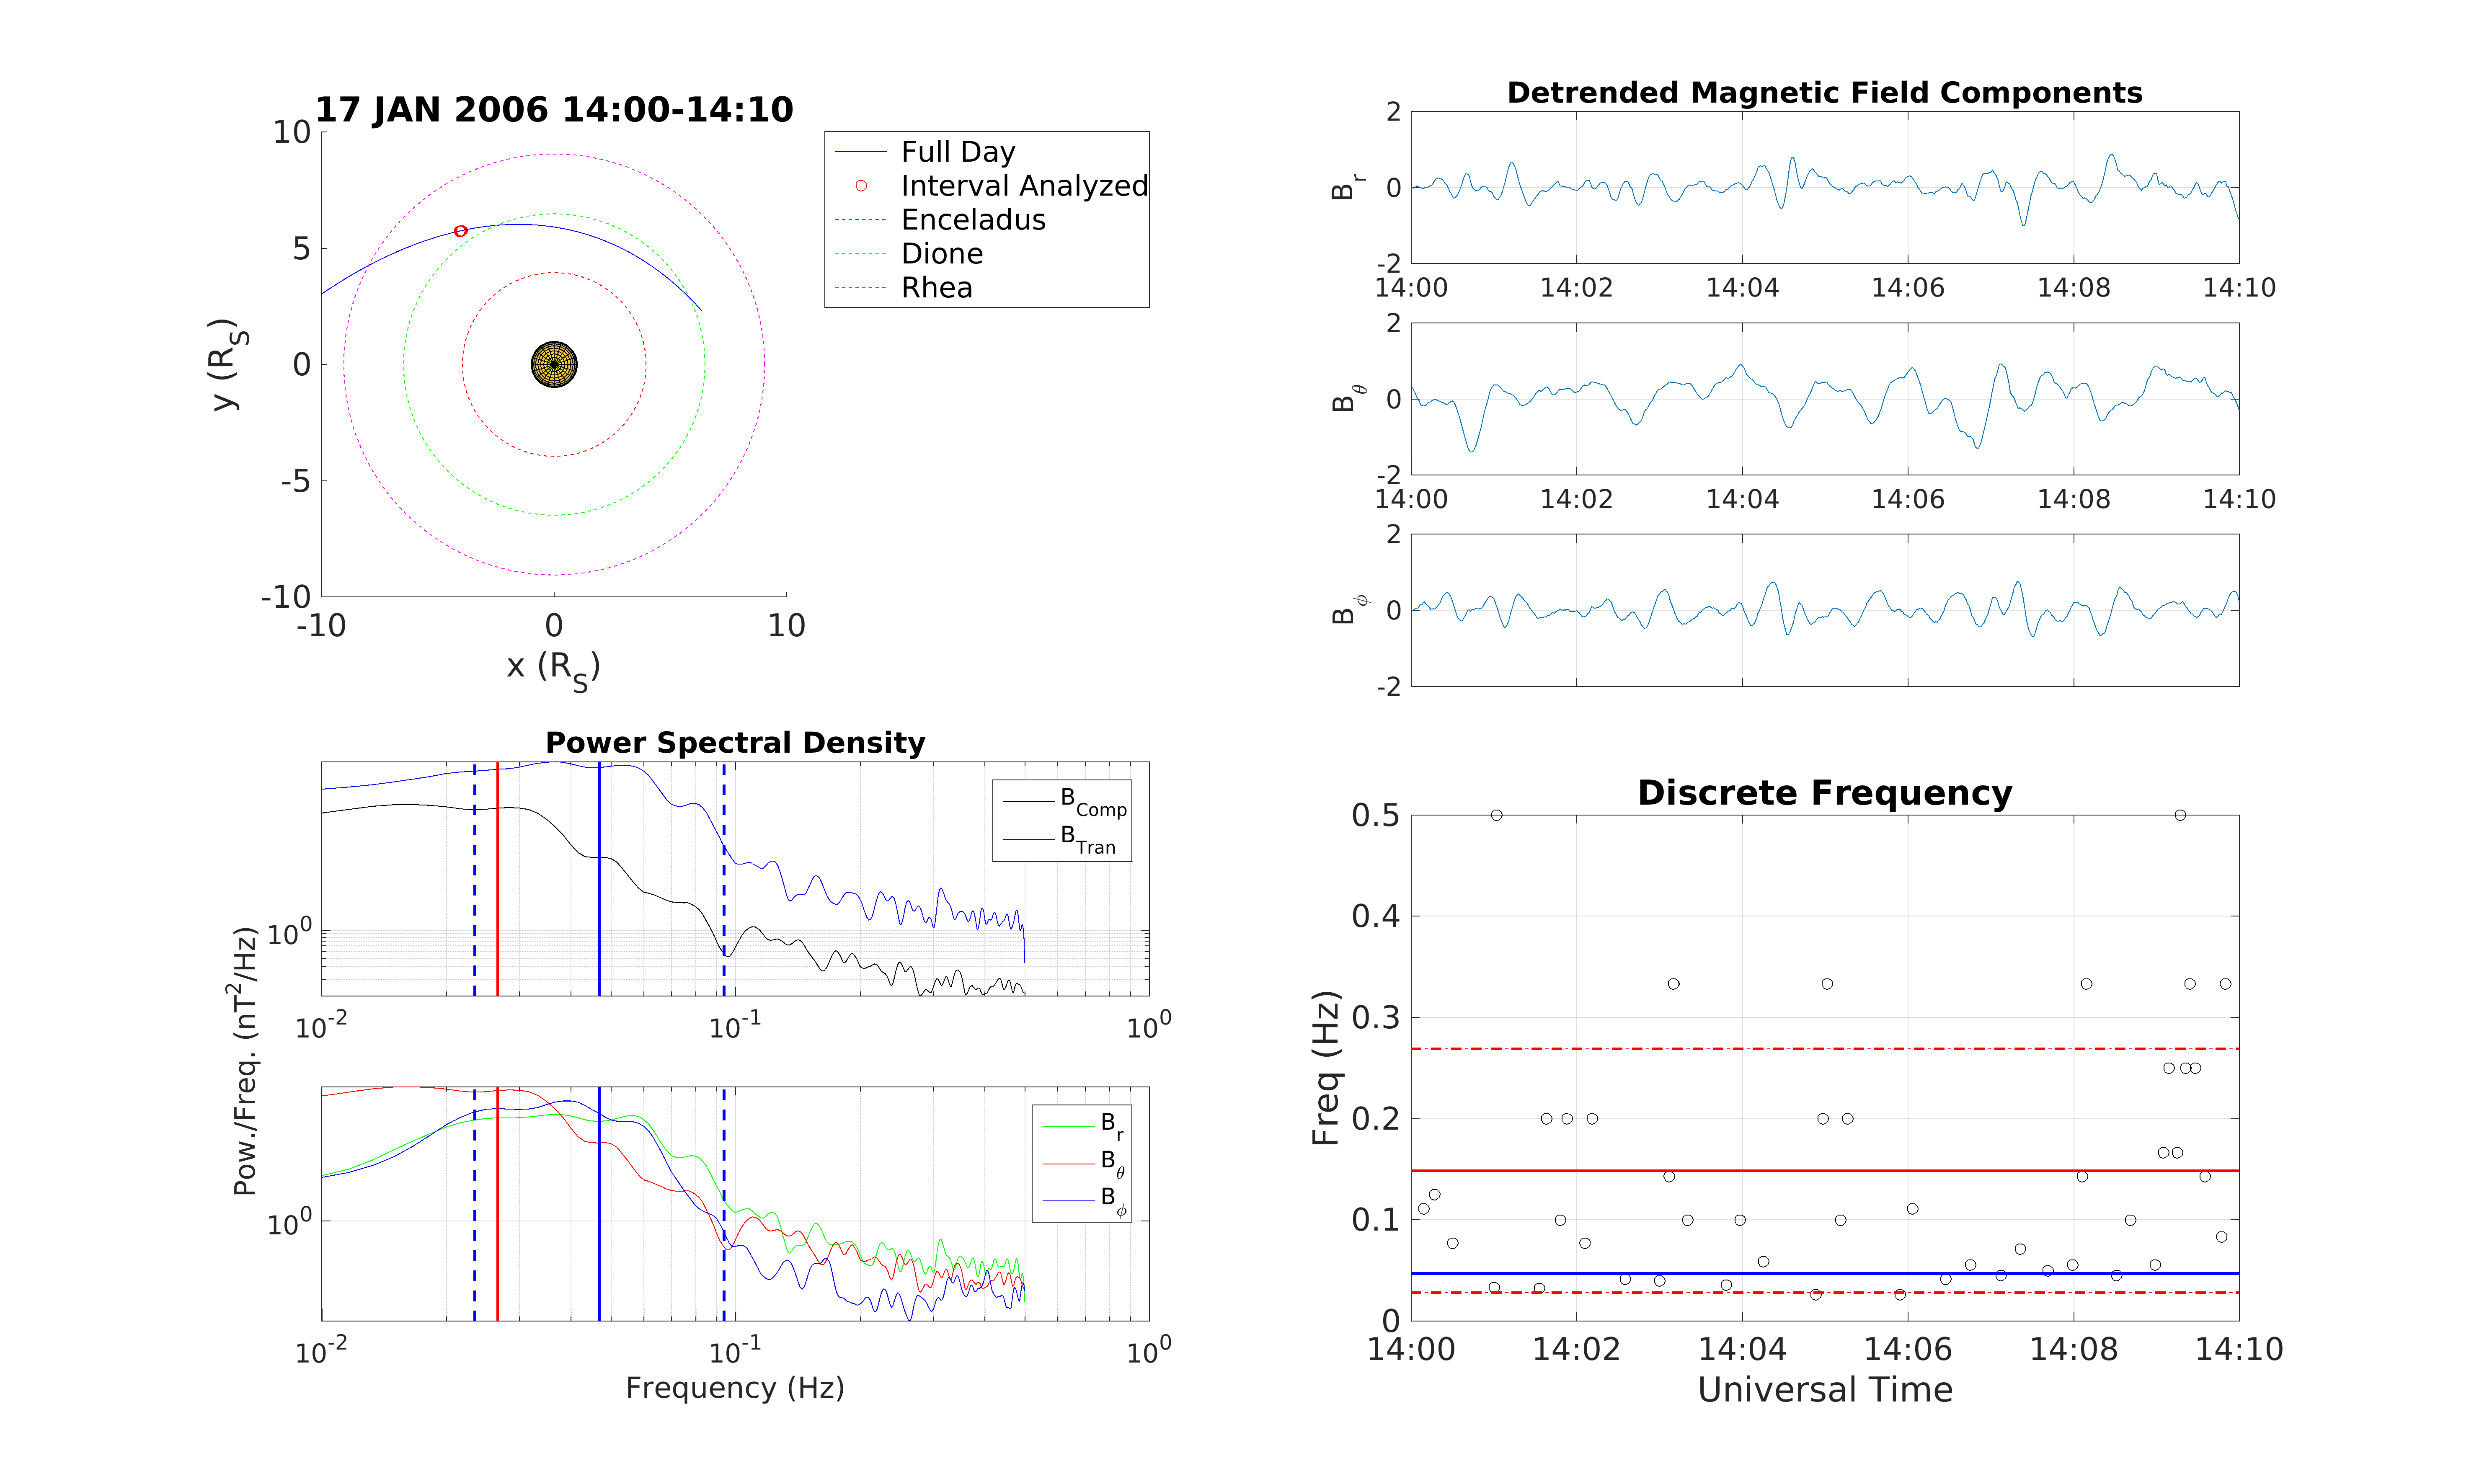 17 JAN 2006 14:00-14:10
10
5
0
-5
-10
-10 0 10
y (R_S)
x (R_S)
Full Day
Interval Analyzed
Enceladus
Dione
Rhea
Detrended Magnetic Field Components
2
0
-2
B_r
14:00 14:02 14:04 14:06 14:08 14:10
2
0
-2
B_θ
14:00 14:02 14:04 14:06 14:08 14:10
2
0
-2
B_ϕ
Power Spectral Density
B_Comp
B_Tran
10^0
10^-2 10^-1 10^0
Pow./Freq. (nT^2/Hz)
B_r
B_θ
B_ϕ
10^0
10^-2 10^-1 10^0
Frequency (Hz)
Discrete Frequency
0.5
0.4
0.3
0.2
0.1
0
Freq (Hz)
14:00 14:02 14:04 14:06 14:08 14:10
Universal Time